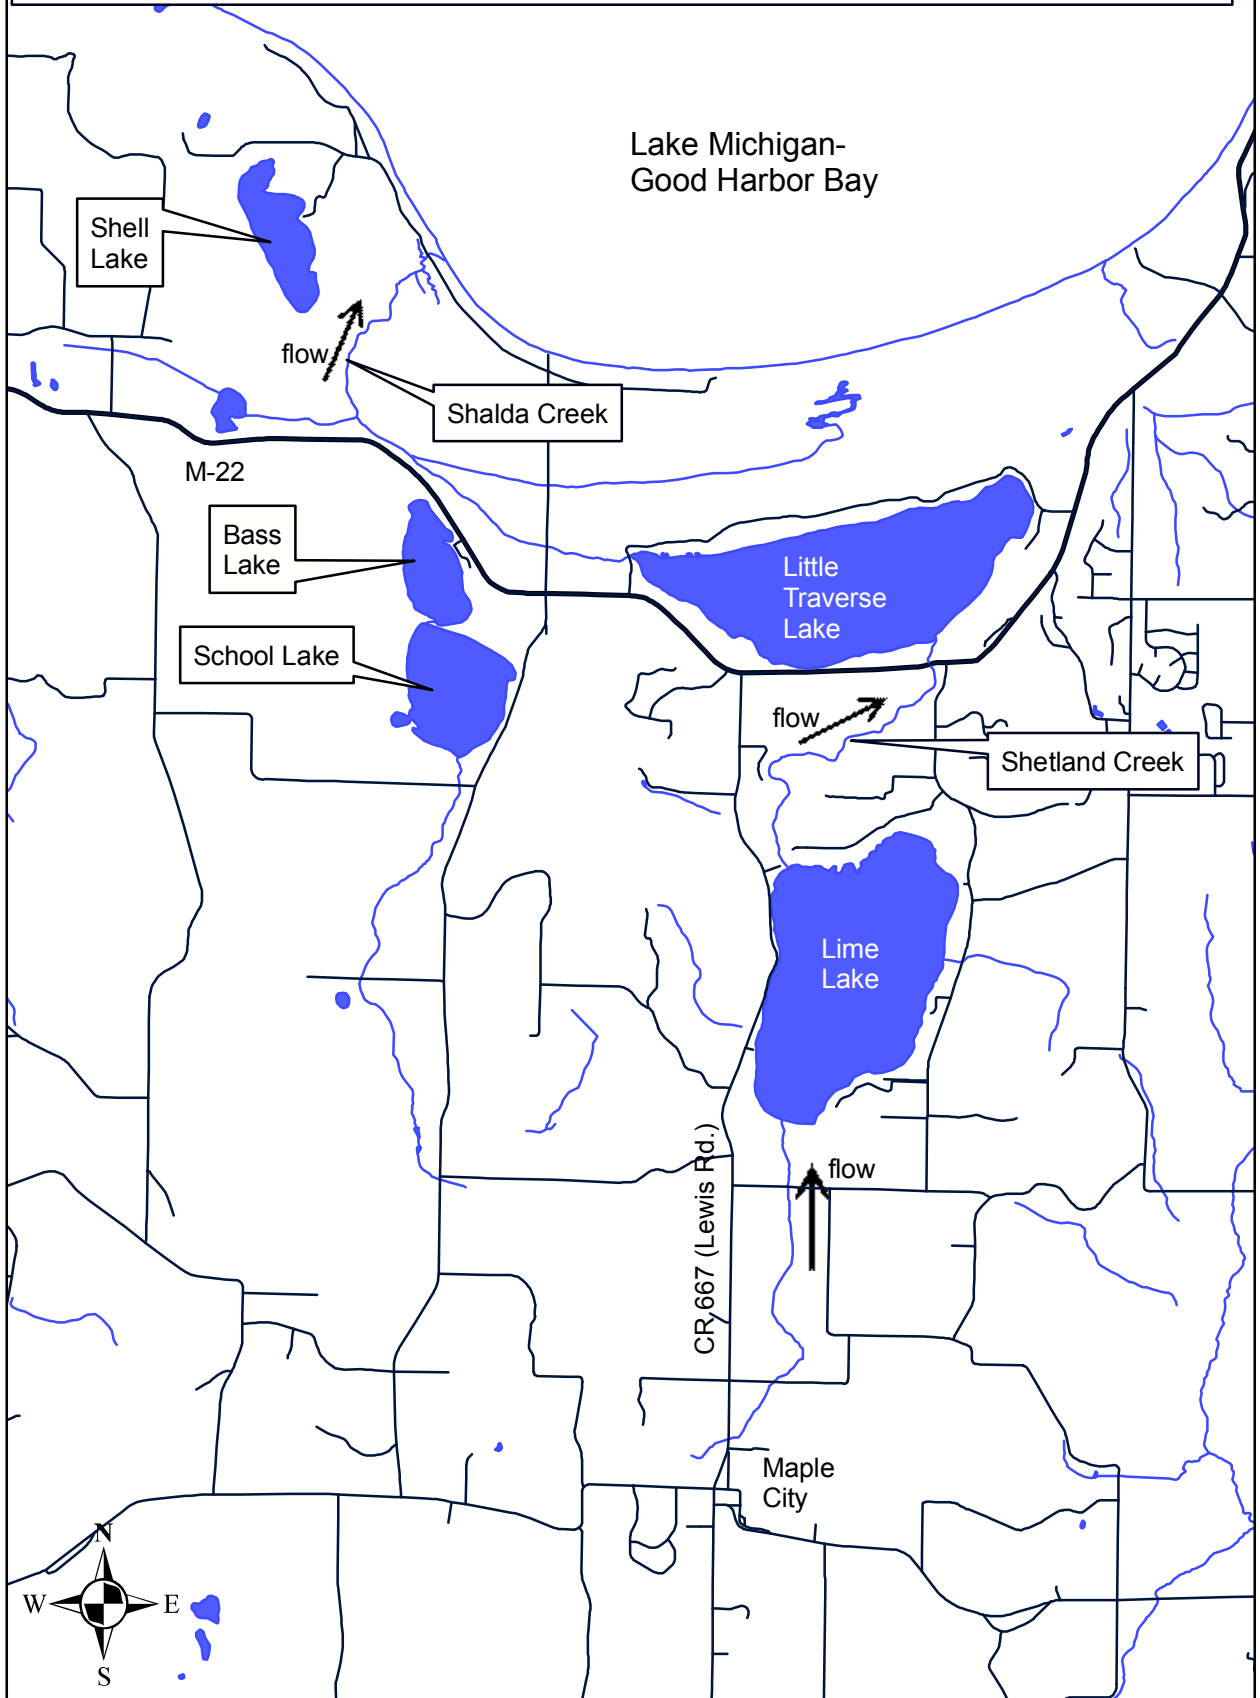 Lake Michigan-
Good Harbor Bay
Shell
Lake
flow
Shalda Creek
M-22
Bass
Lake
Little
Traverse
Lake
School Lake
flow
Shetland Creek
Lime
Lake
flow
CR 667 (Lewis Rd.)
Maple
City
N
W
E
S